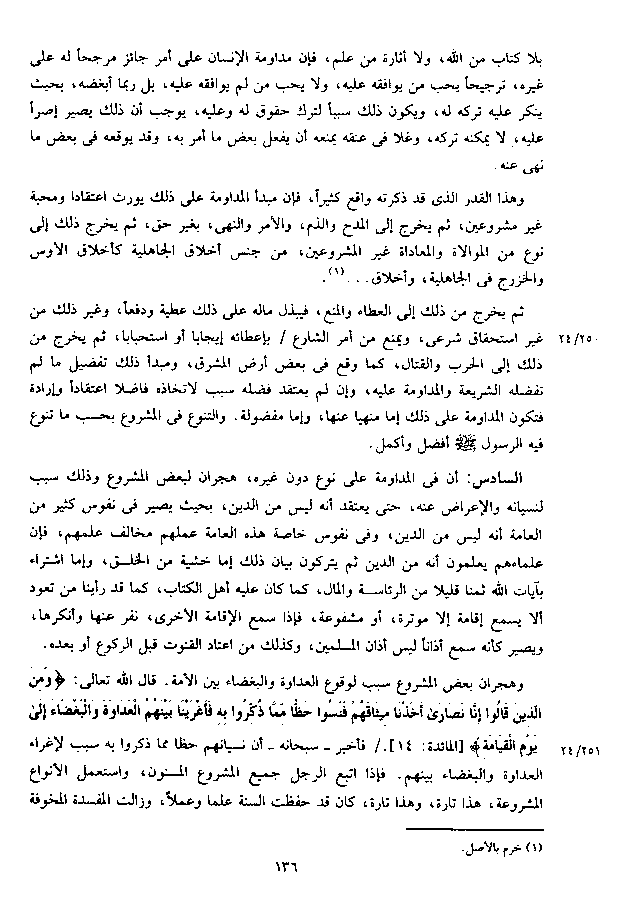 بلا كتاب من الله، ولا أثارة من علم، فإن مداومة الإنسان على أمر جائز مرجحاً له على
غيره، ترجيحاً يحب من يوافقه عليه، ولا يحب من لم يوافقه عليه، بل ربما أبغضه، بحيث
ينكر عليه تركه له، ويكون ذلك سبباً لترك حقوق له وعليه، يوجب أن ذلك يصير إصراً
عليه، لا يمكنه تركه، وغلا فى عنقه يمنعه أن يفعل بعض ما أمر به، وقد يوقعه فى بعض ما
نهى عنه.
وهذا القدر الذى قد ذكرته واقع كثيراً، فإن مبدأ المداومة على ذلك يورث اعتقادا ومحبة
غير مشروعين، ثم يخرج إلى المدح والذم، والأمر والنهى، بغير حق، ثم يخرج ذلك إلى
نوع من الموالاة والمعاداة غير المشروعين، من جنس أخلاق الجاهلية كأخلاق الأوس
والخزرج فى الجاهلية، وأخلاق...(١).
ثم يخرج من ذلك إلى العطاء والمنع، فيبذل ماله على ذلك عطية ودفعاً، وغير ذلك من
٢٤/٢٥٠ غير استحقاق شرعى، ويمنع من أمر الشارع / بإعطائه إيجابا أو استحبابا، ثم يخرج من
ذلك إلى الحرب والقتال، كما وقع فى بعض أرض المشرق، ومبدأ ذلك تفضيل ما لم
تفضله الشريعة والمداومة عليه، وإن لم يعتقد فضله سبب لاتخاذه فاضلا اعتقاداً وإرادة
فتكون المداومة على ذلك إما منهيا عنها، وإما مفضولة. والتنوع فى المشروع بحسب ما تنوع
فيه الرسول ﷺ أفضل وأكمل.
السادس: أن فى المداومة على نوع دون غيره، هجران لبعض المشروع وذلك سبب
لنسيانه والإعراض عنه، حتى يعتقد أنه ليس من الدين، بحيث يصير فى نفوس كثير من
العامة أنه ليس من الدين، وفى نفوس خاصة هذه العامة عملهم مخالف علمهم، فإن
علماءهم يعلمون أنه من الدين ثم يتركون بيان ذلك إما خشية من الخلق، وإما اشتراء
بآيات الله ثمنا قليلا من الرئاسة والمال، كما كان عليه أهل الكتاب، كما قد رأينا من تعود
ألا يسمع إقامة إلا موترة، أو مشفوعة، فإذا سمع الإقامة الأخرى، نفر عنها وأنكرها،
ويصير كأنه سمع أذاناً ليس أذان المسلمين، وكذلك من اعتاد القنوت قبل الركوع أو بعده.
وهجران بعض المشروع سبب لوقوع العداوة والبغضاء بين الأمة. قال الله تعالى: ﴿وَمِنَ
الَّذِينَ قَالُوا إِنَّا نَصَارَىٰ أَخَذْنَا مِيثَاقَهُمْ فَنَسُوا حَظًّا مِّمَّا ذُكِّرُوا بِهِ فَأَغْرَيْنَا بَيْنَهُمُ الْعَدَاوَةَ وَالْبَغْضَاءَ إِلَىٰ
٢٤/٢٥١ يَوْمِ الْقِيَامَةِ﴾ [المائدة: ١٤]./ فأخبر ـ سبحانه ـ أن نسيانهم حظا مما ذكروا به سبب لإغراء
العداوة والبغضاء بينهم. فإذا اتبع الرجل جميع المشروع المسنون، واستعمل الأنواع
المشروعة، هذا تارة، وهذا تارة، كان قد حفظت السنة علما وعملاً، وزالت المفسدة المخوفة
(١) خرم بالأصل.
١٣٦